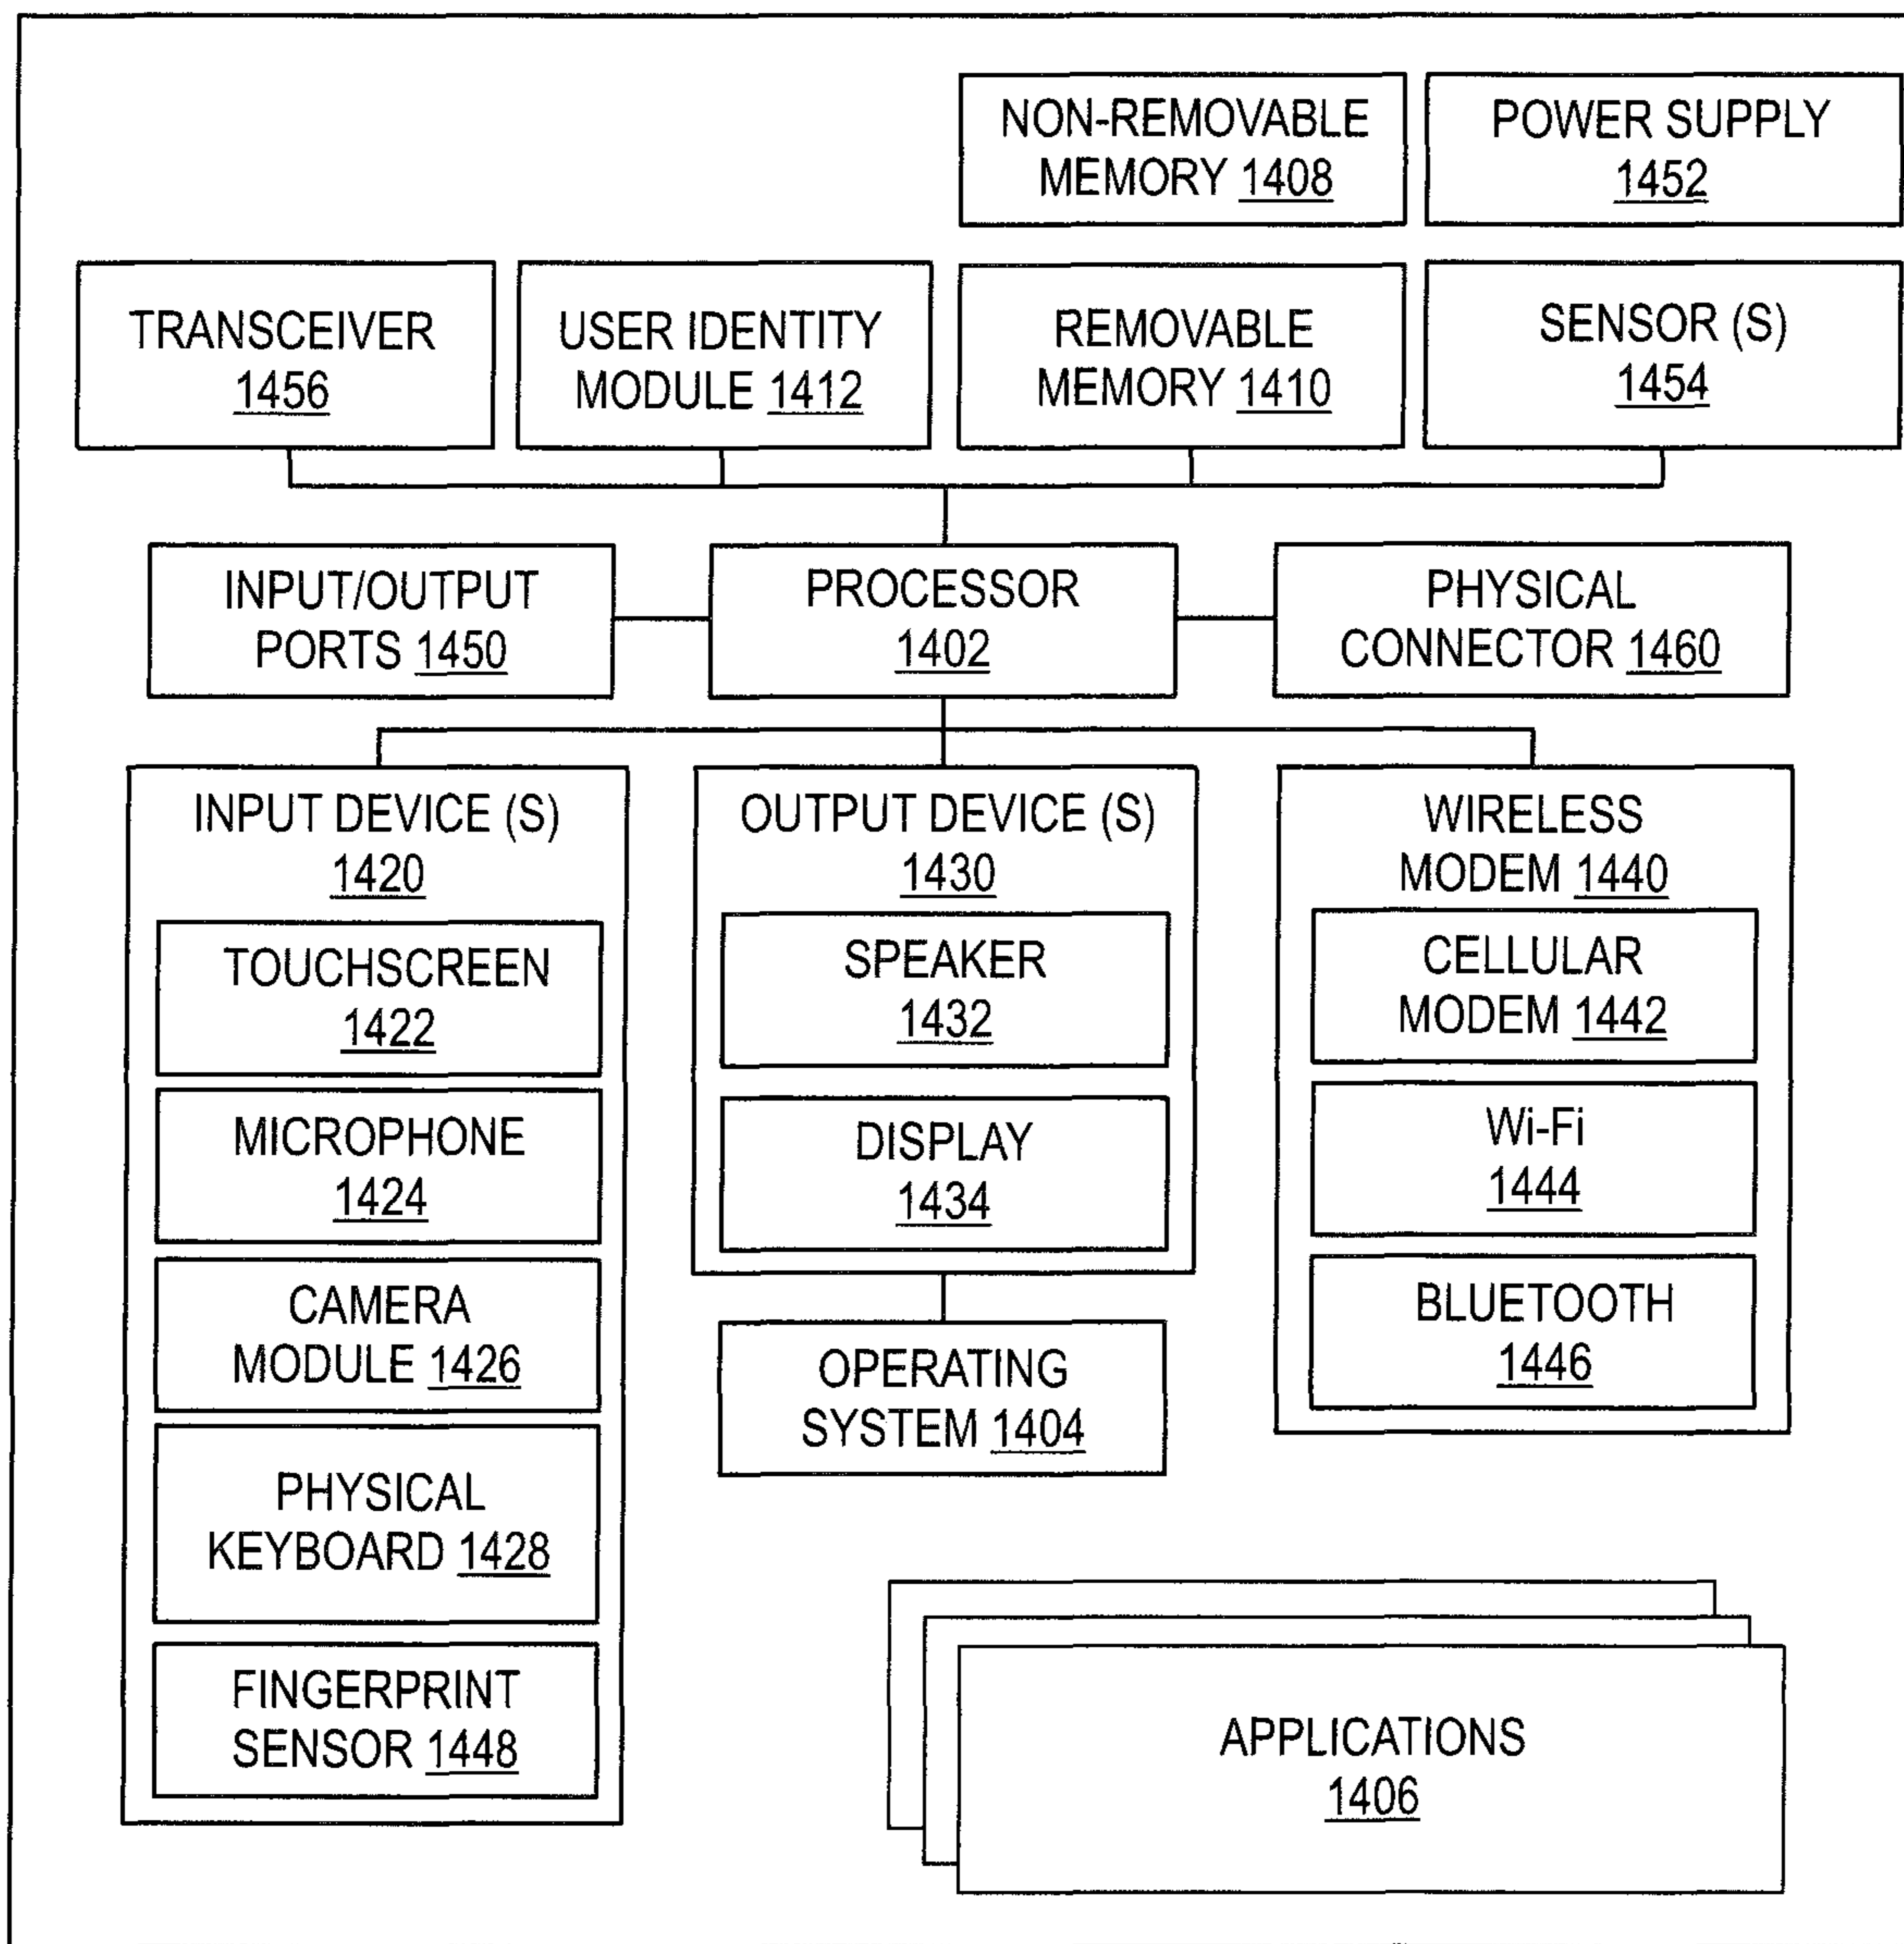 NON-REMOVABLE
MEMORY 1408
POWER SUPPLY
1452
TRANSCEIVER
1456
USER IDENTITY
MODULE 1412
REMOVABLE
MEMORY 1410
SENSOR (S)
1454
INPUT/OUTPUT
PORTS 1450
PROCESSOR
1402
PHYSICAL
CONNECTOR 1460
INPUT DEVICE (S)
1420
TOUCHSCREEN
1422
MICROPHONE
1424
CAMERA
MODULE 1426
PHYSICAL
KEYBOARD 1428
FINGERPRINT
SENSOR 1448
OUTPUT DEVICE (S)
1430
SPEAKER
1432
DISPLAY
1434
OPERATING
SYSTEM 1404
WIRELESS
MODEM 1440
CELLULAR
MODEM 1442
Wi-Fi
1444
BLUETOOTH
1446
APPLICATIONS
1406